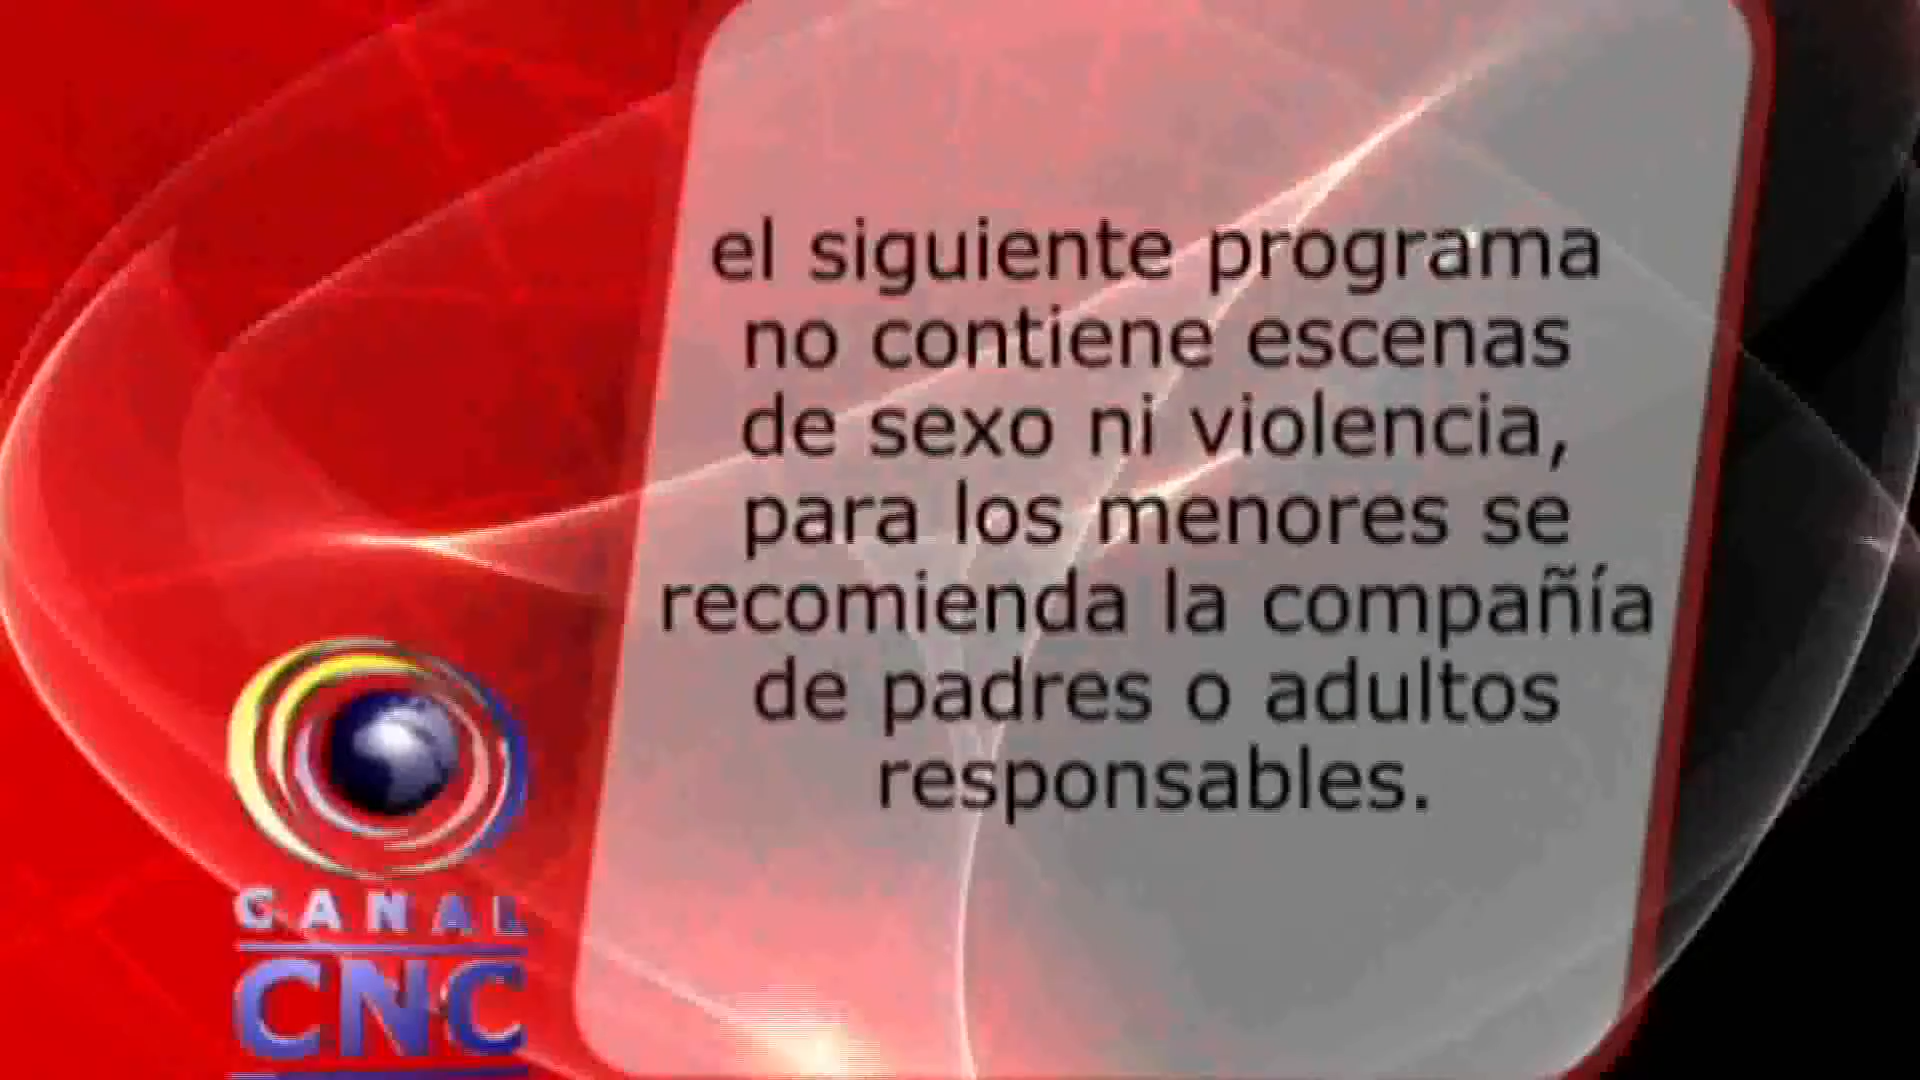 el siguiente programa
no contiene escenas
de sexo ni violencia,
para los menores se
recomienda la compañía
de padres o adultos
responsables.
CANAL
CNC